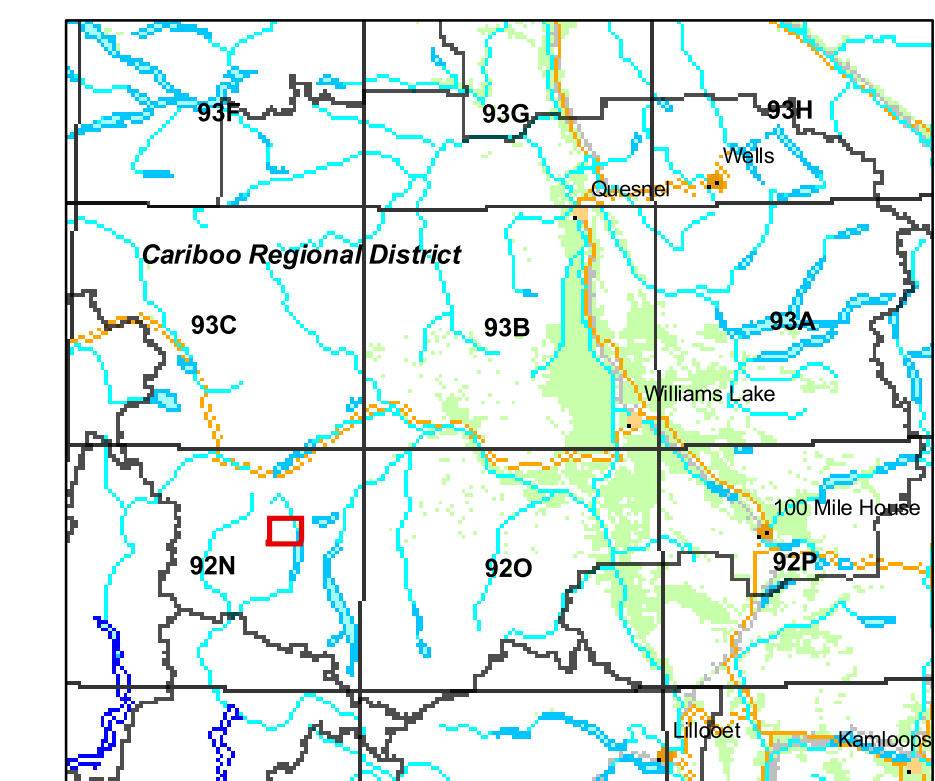 93F
93G
93H
Wells
Quesnel
Cariboo Regional District
93C
93B
93A
Williams Lake
100 Mile House
92N
92O
92P
Lillooet
Kamloops